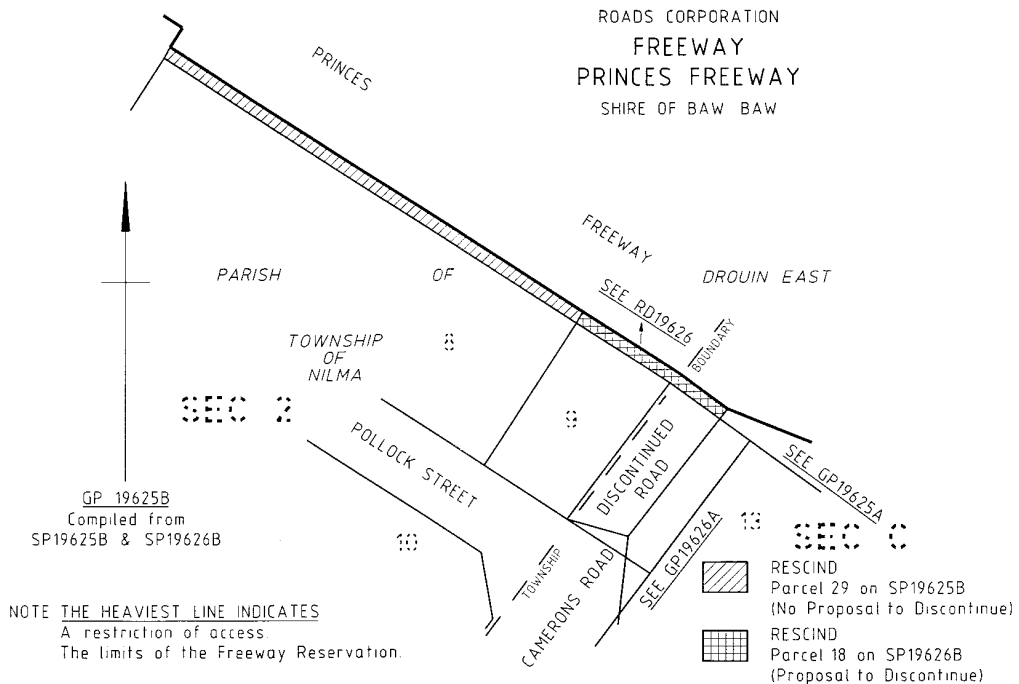 ROADS CORPORATION
FREEWAY
PRINCES FREEWAY
SHIRE OF BAW BAW
PRINCES
FREEWAY
PARISH OF DROUIN EAST
SEE RD19626
BOUNDARY
TOWNSHIP
OF
NILMA
8
SEC 2
9
POLLOCK STREET
DISCONTINUED
ROAD
SEE GP19625A
GP 19625B
Compiled from
SP19625B & SP19626B
10
13
SEC C
TOWNSHIP
CAMERONS ROAD
SEE GP19626A
RESCIND
Parcel 29 on SP19625B
(No Proposal to Discontinue)
RESCIND
Parcel 18 on SP19626B
(Proposal to Discontinue)
NOTE THE HEAVIEST LINE INDICATES
A restriction of access.
The limits of the Freeway Reservation.